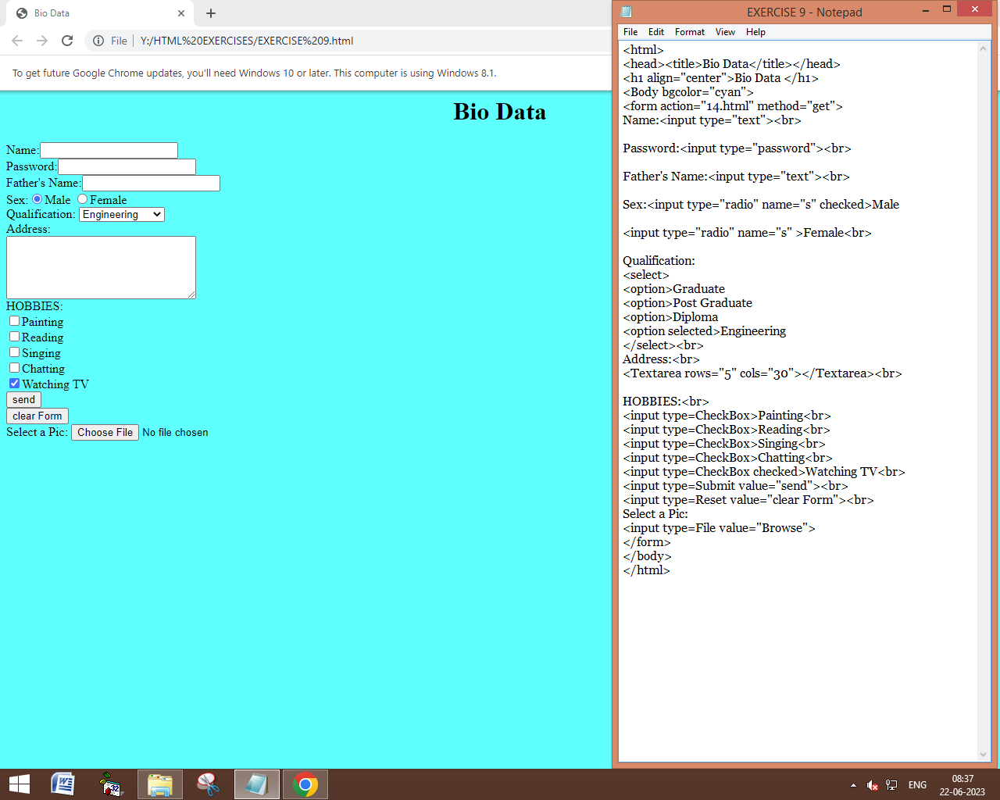 Bio Data
File
Y:/HTML%20EXERCISES/EXERCISE%209.html
To get future Google Chrome updates, you'll need Windows 10 or later. This computer is using Windows 8.1.
Bio Data
Name:
Password:
Father's Name:
Sex: Male Female
Qualification: Engineering
Address:
HOBBIES:
Painting
Reading
Singing
Chatting
Watching TV
send
clear Form
Select a Pic: Choose File No file chosen
EXERCISE 9 - Notepad
File Edit Format View Help
<html>
<head><title>Bio Data</title></head>
<h1 align="center">Bio Data </h1>
<Body bgcolor="cyan">
<form action="14.html" method="get">
Name:<input type="text"><br>
Password:<input type="password"><br>
Father's Name:<input type="text"><br>
Sex:<input type="radio" name="s" checked>Male
<input type="radio" name="s" >Female<br>
Qualification:
<select>
<option>Graduate
<option>Post Graduate
<option>Diploma
<option selected>Engineering
</select><br>
Address:<br>
<Textarea rows="5" cols="30"></Textarea><br>
HOBBIES:<br>
<input type=CheckBox>Painting<br>
<input type=CheckBox>Reading<br>
<input type=CheckBox>Singing<br>
<input type=CheckBox>Chatting<br>
<input type=CheckBox checked>Watching TV<br>
<input type=Submit value="send"><br>
<input type=Reset value="clear Form"><br>
Select a Pic:
<input type=File value="Browse">
</form>
</body>
</html>
W
32
ENG
08:37
22-06-2023